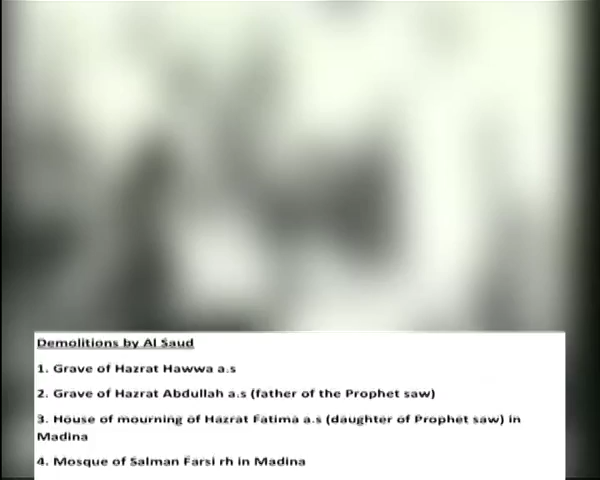 Demolitions by Al Saud
1. Grave of Hazrat Hawwa a.s
2. Grave of Hazrat Abdullah a.s (father of the Prophet saw)
3. House of mourning of Hazrat Fatima a.s (daughter of Prophet saw) in
Madina
4. Mosque of Salman Farsi rh in Madina